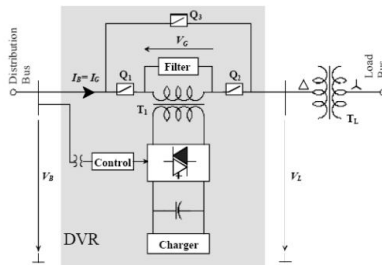 Q3
VG
Distribution
Bus
IB= IG
Q1
Filter
Q2
Load
Bus
T1
TL
Control
VB
VL
DVR
Charger